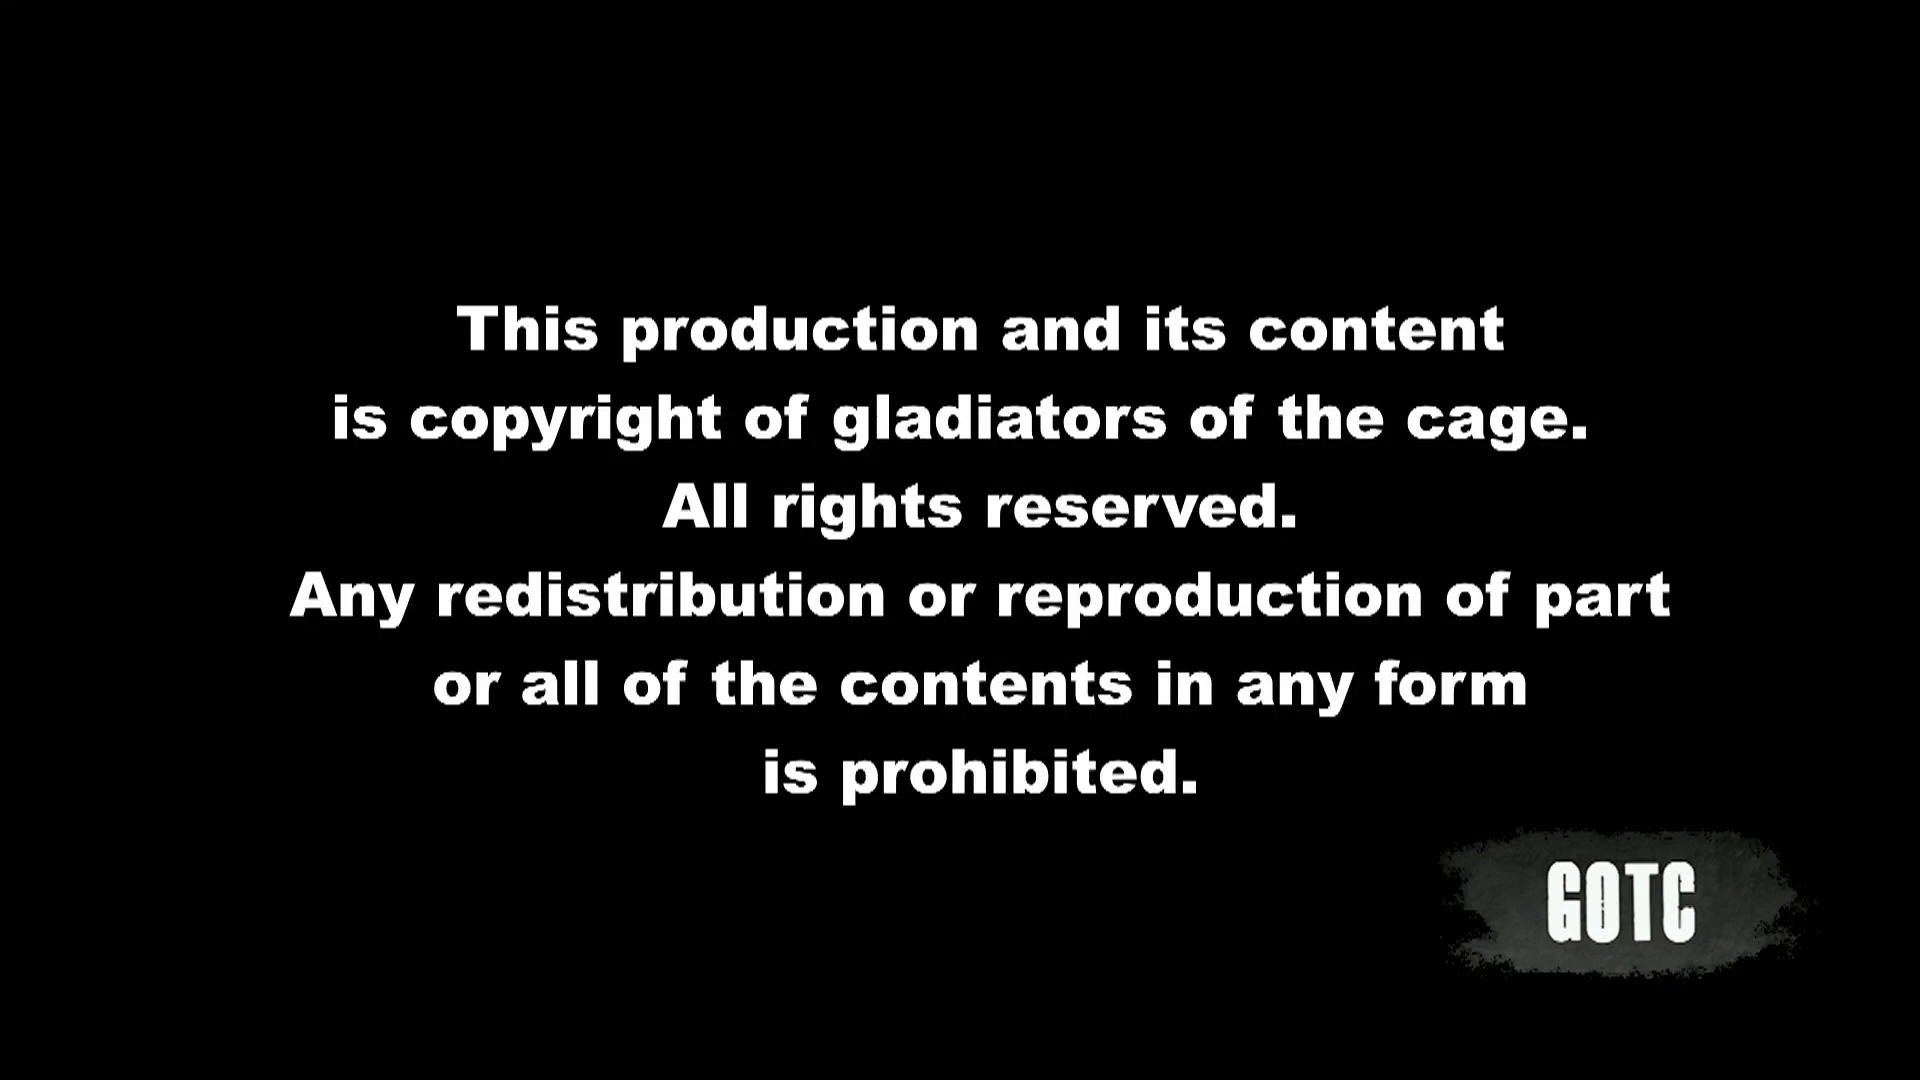 This production and its content
is copyright of gladiators of the cage.
All rights reserved.
Any redistribution or reproduction of part
or all of the contents in any form
is prohibited.
GOTC